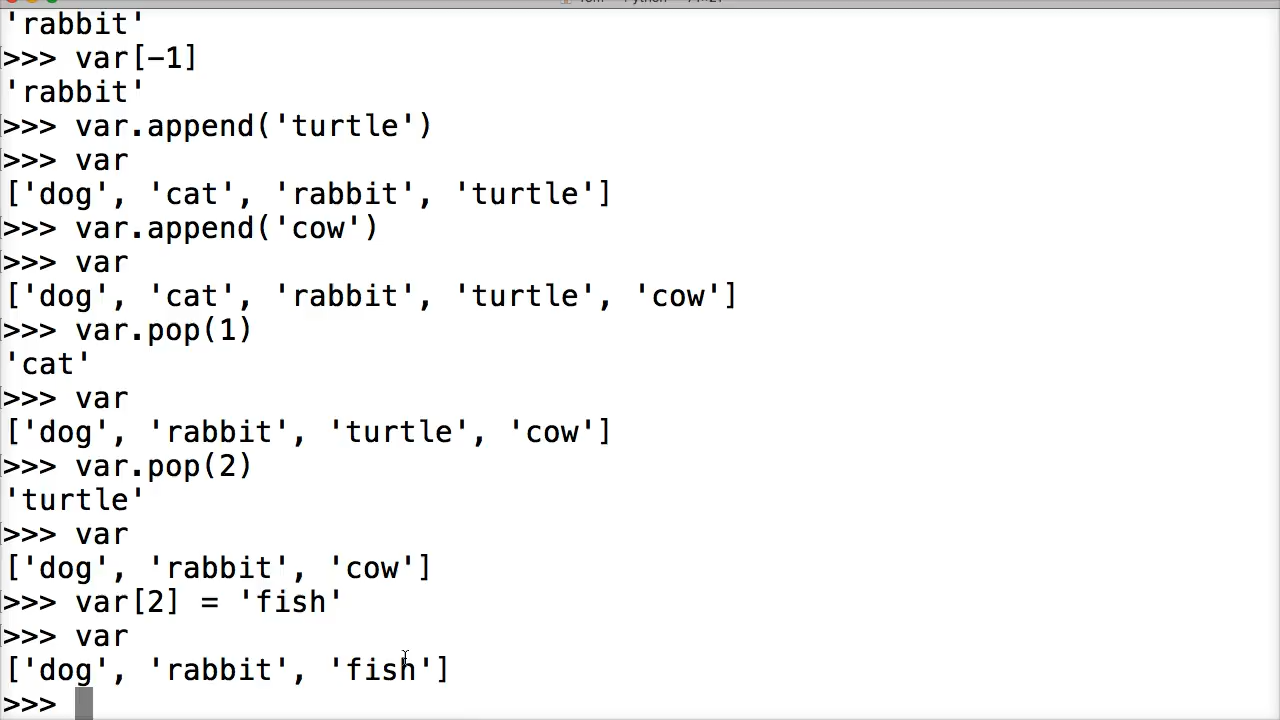 'rabbit'
>>> var[-1]
'rabbit'
>>> var.append('turtle')
>>> var
['dog', 'cat', 'rabbit', 'turtle']
>>> var.append('cow')
>>> var
['dog', 'cat', 'rabbit', 'turtle', 'cow']
>>> var.pop(1)
'cat'
>>> var
['dog', 'rabbit', 'turtle', 'cow']
>>> var.pop(2)
'turtle'
>>> var
['dog', 'rabbit', 'cow']
>>> var[2] = 'fish'
>>> var
['dog', 'rabbit', 'fish']
>>>